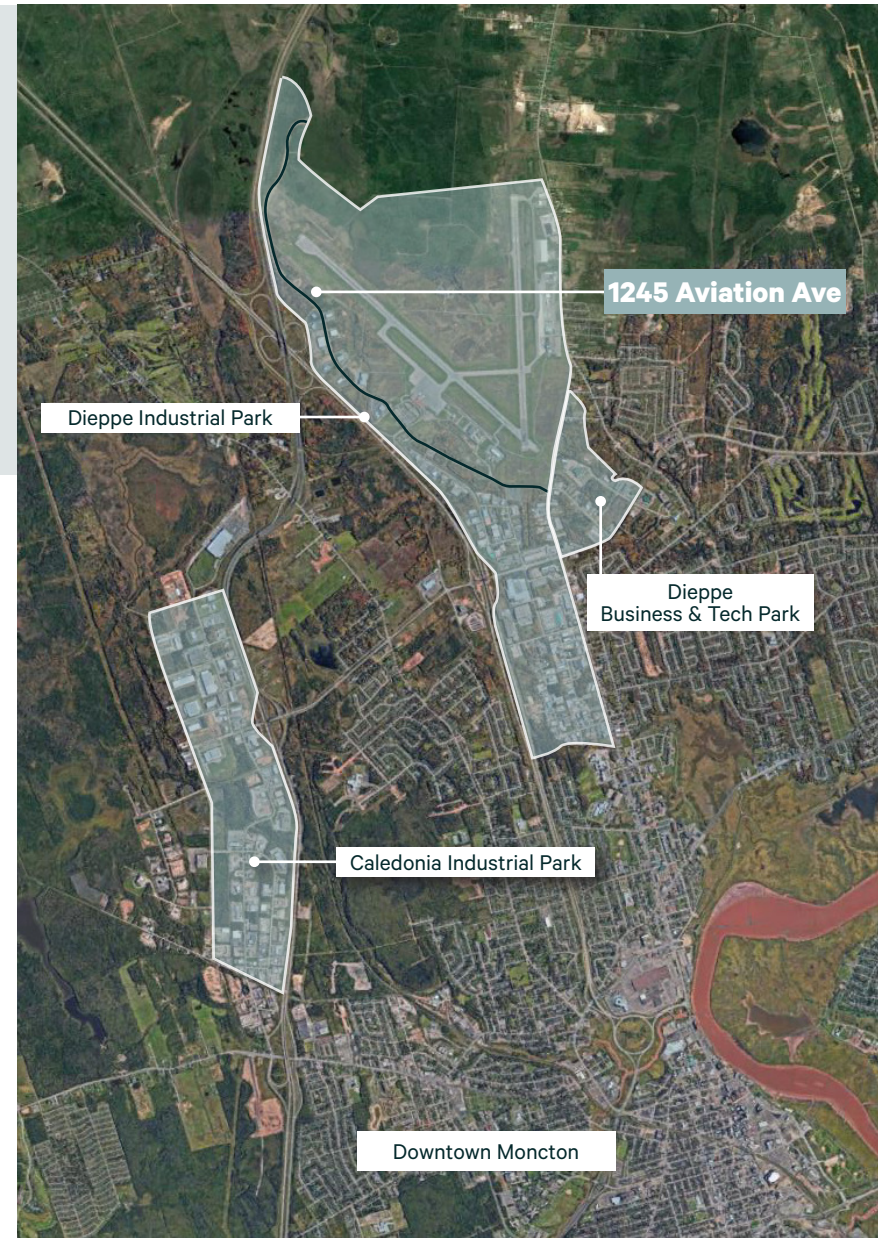 1245 Aviation Ave
Dieppe Industrial Park
Dieppe
Business & Tech Park
Caledonia Industrial Park
Downtown Moncton